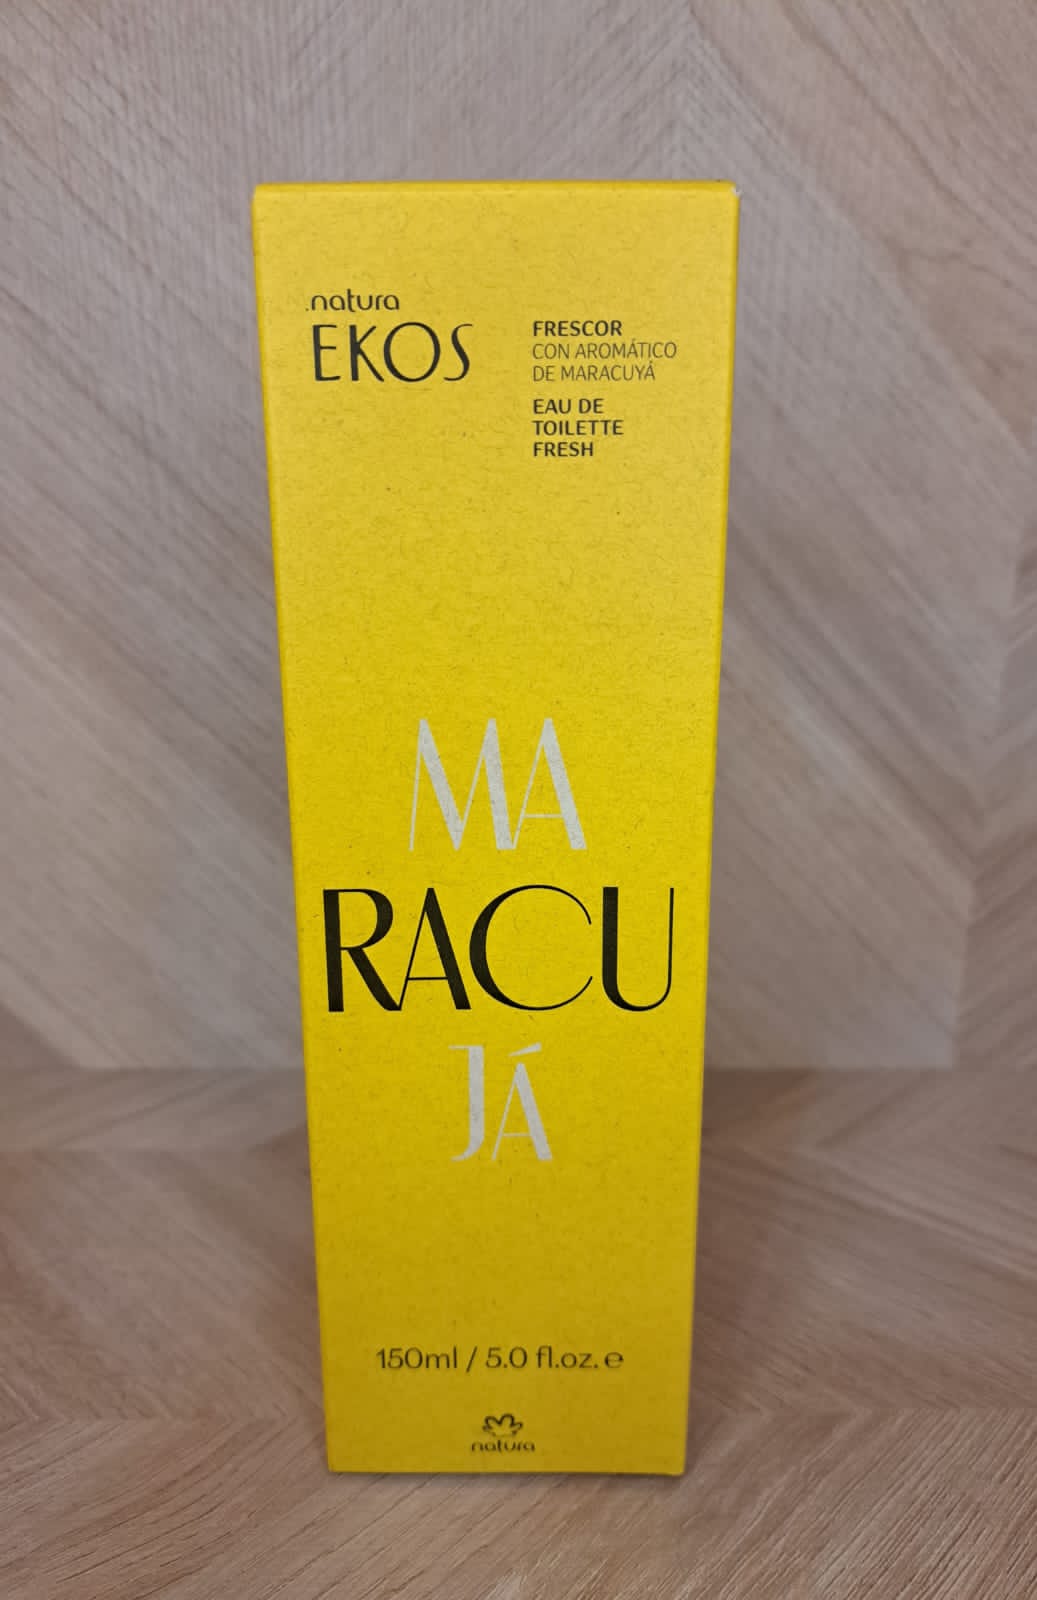 .natura
EKOS
FRESCOR
CON AROMÁTICO
DE MARACUYÁ
EAU DE
TOILETTE
FRESH
MA
RACU
JÁ
150ml / 5.0 fl.oz. ℮
natura